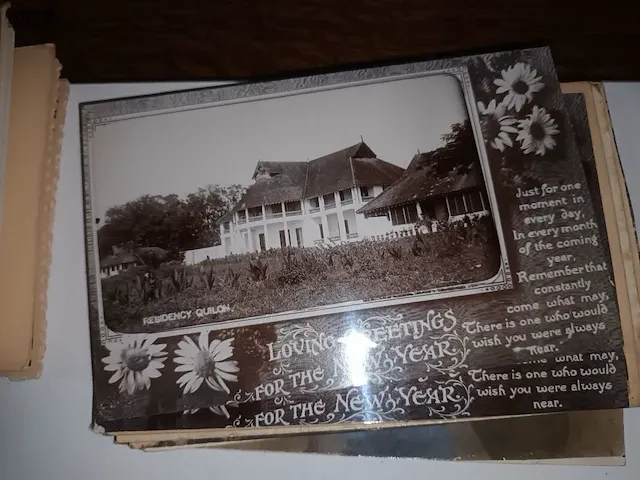 RESIDENCY QUILON.
Just for one
moment in
every day,
In every month
of the coming
year,
Remember that
constantly
come what may,
There is one who would
wish you were always
near.
what may,
There is one who would
wish you were always
near.
LOVING GREETINGS
FOR THE NEW YEAR
FOR THE NEW YEAR